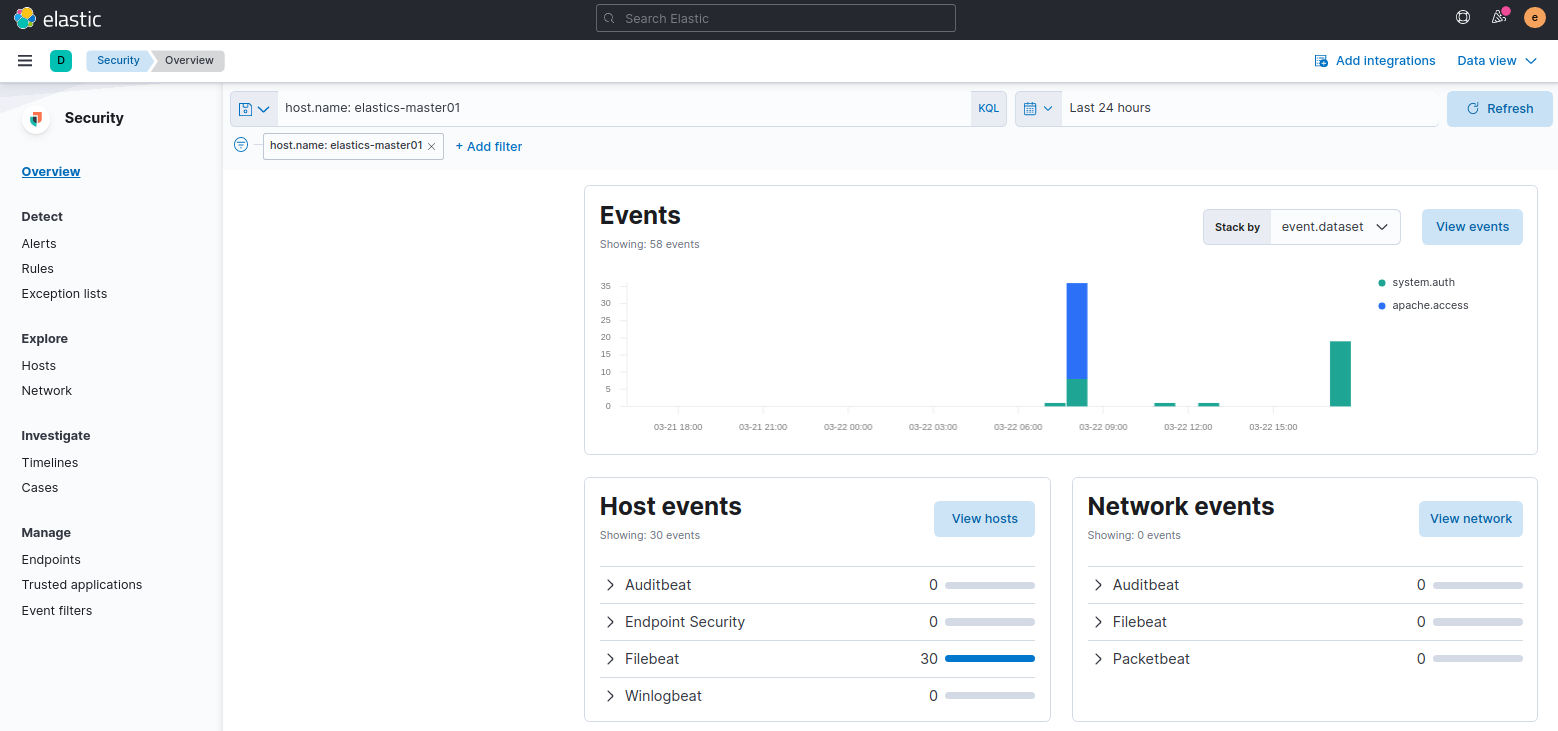 elastic
Search Elastic
e
D
Security
Overview
Add integrations
Data view
Security
host.name: elastics-master01
KQL
Last 24 hours
Refresh
host.name: elastics-master01
+ Add filter
Overview
Detect
Alerts
Rules
Exception lists
Explore
Hosts
Network
Investigate
Timelines
Cases
Manage
Endpoints
Trusted applications
Event filters
Events
Showing: 58 events
Stack by
event.dataset
View events
35
30
25
20
15
10
5
0
03-21 18:00
03-21 21:00
03-22 00:00
03-22 03:00
03-22 06:00
03-22 09:00
03-22 12:00
03-22 15:00
system.auth
apache.access
Host events
Showing: 30 events
View hosts
Auditbeat 0
Endpoint Security 0
Filebeat 30
Winlogbeat 0
Network events
Showing: 0 events
View network
Auditbeat 0
Filebeat 0
Packetbeat 0